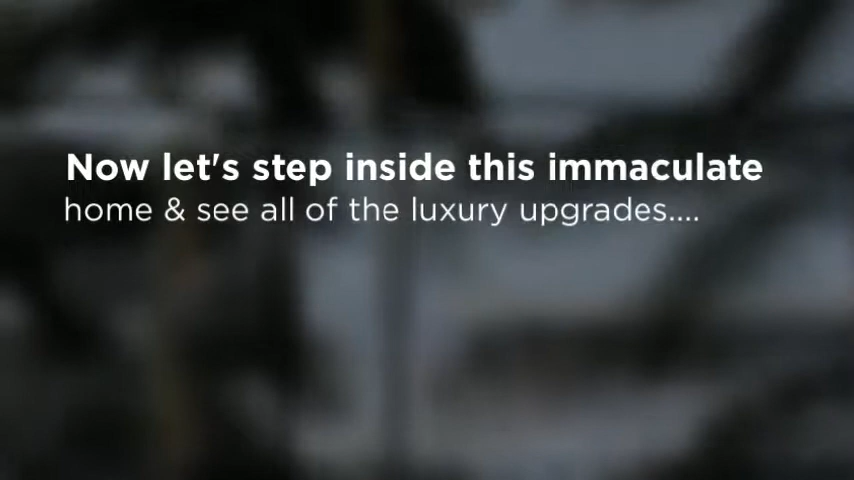 Now let's step inside this immaculate
home & see all of the luxury upgrades....